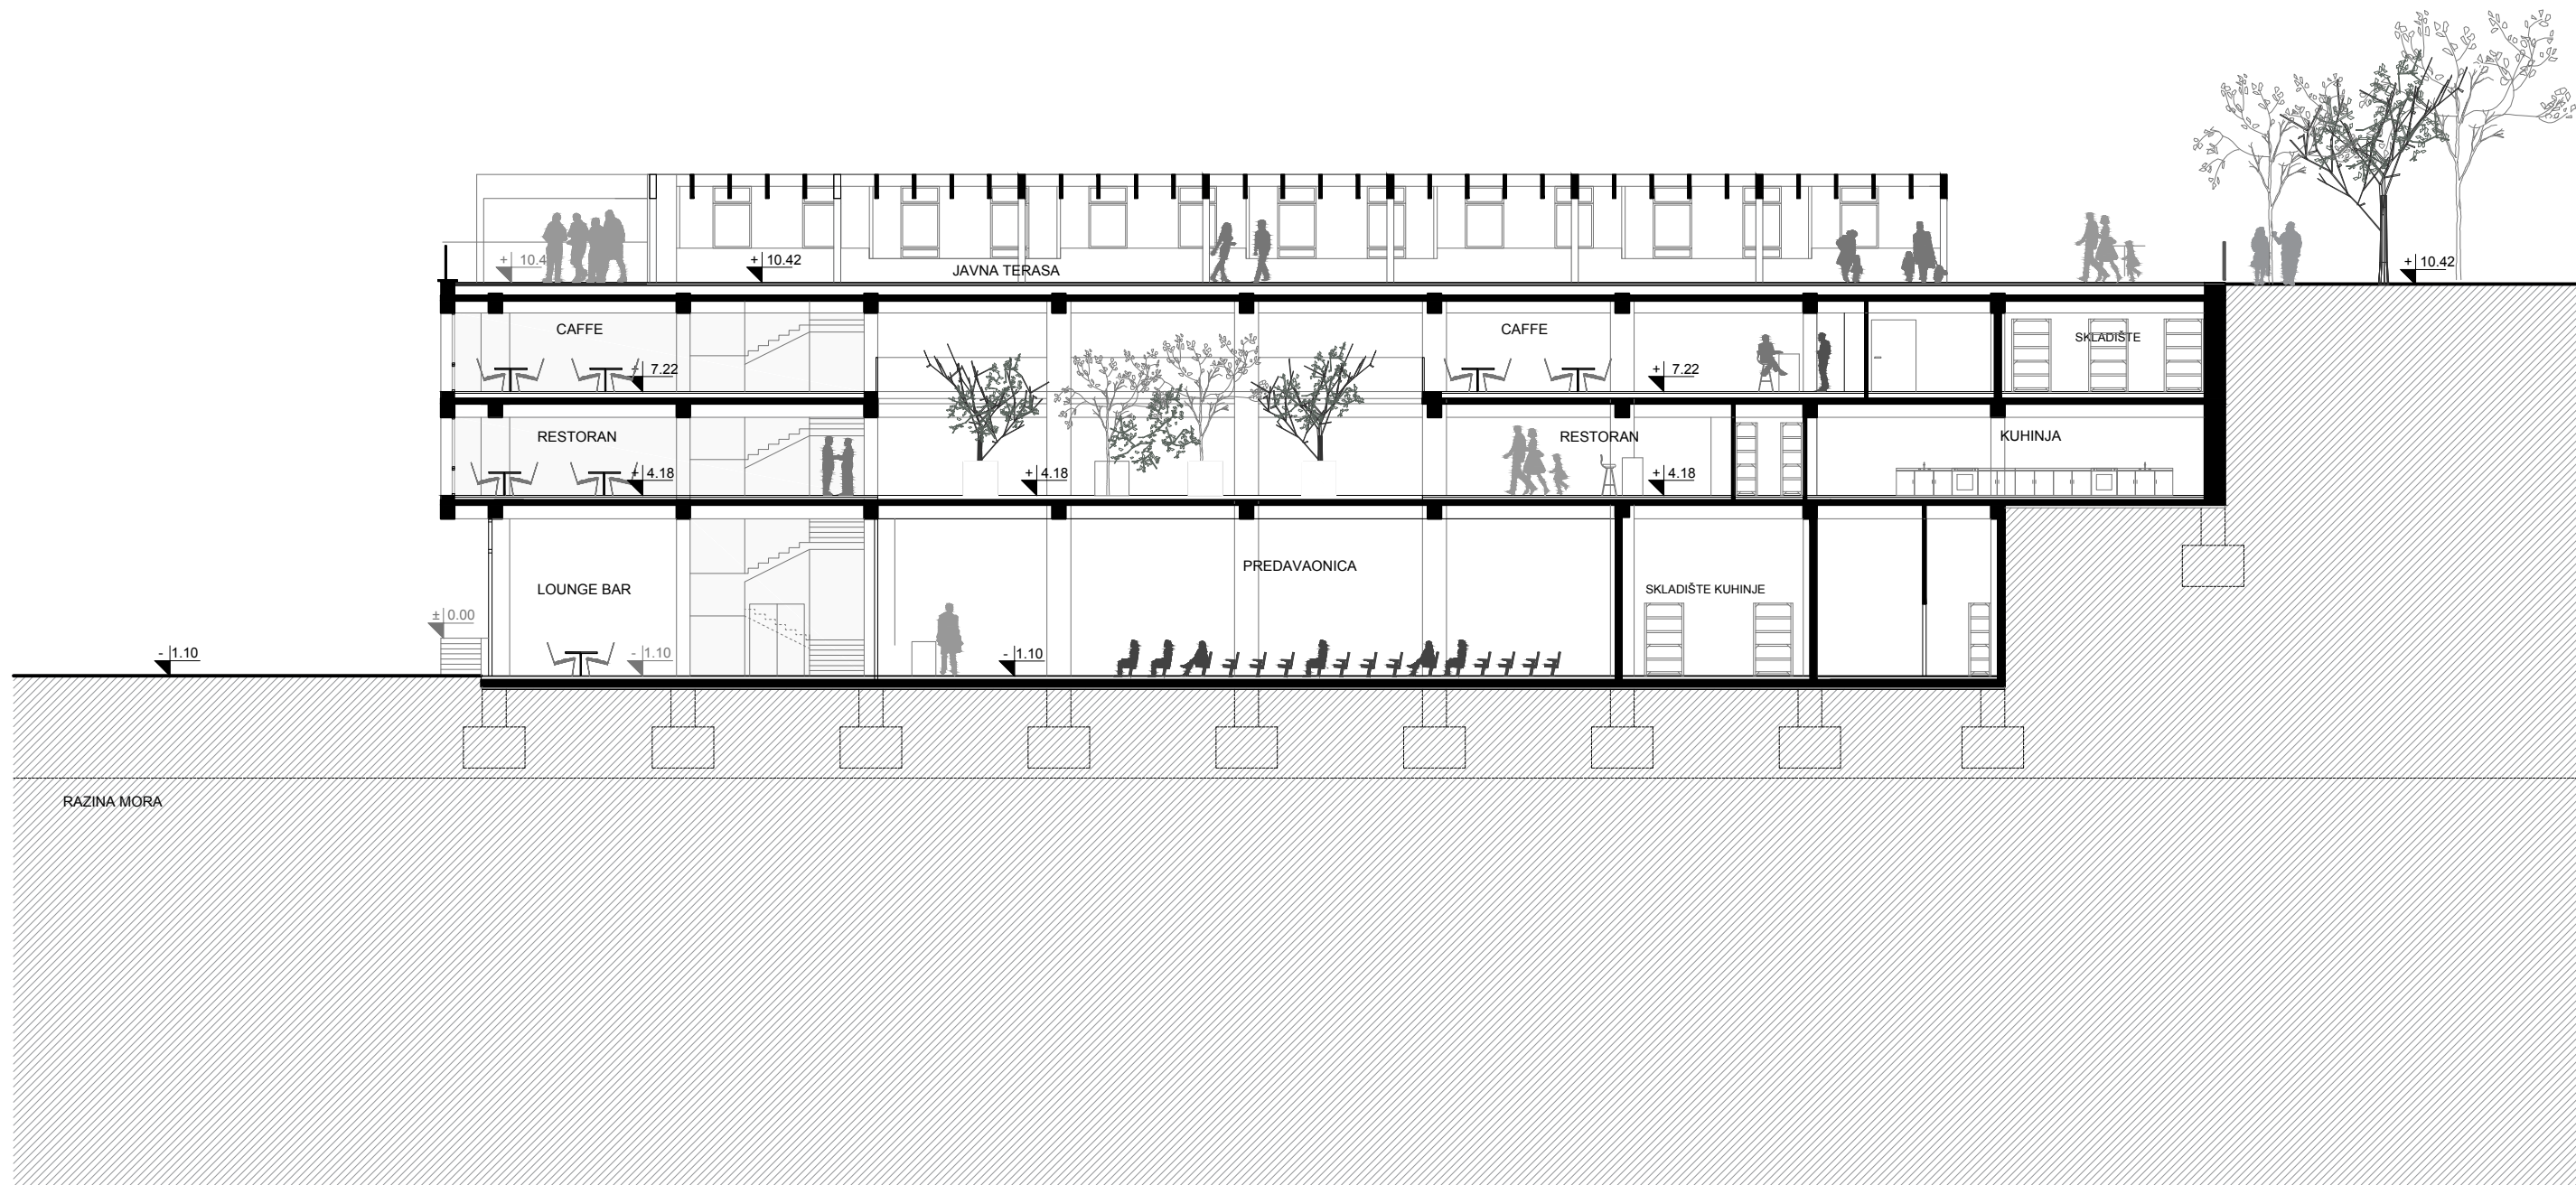 + 10.4
+ 10.42
JAVNA TERASA
+ 10.42
CAFFE
CAFFE
SKLADIŠTE
+ 7.22
+ 7.22
RESTORAN
RESTORAN
KUHINJA
+ 4.18
+ 4.18
+ 4.18
PREDAVAONICA
LOUNGE BAR
SKLADIŠTE KUHINJE
± 0.00
- 1.10
- 1.10
- 1.10
RAZINA MORA